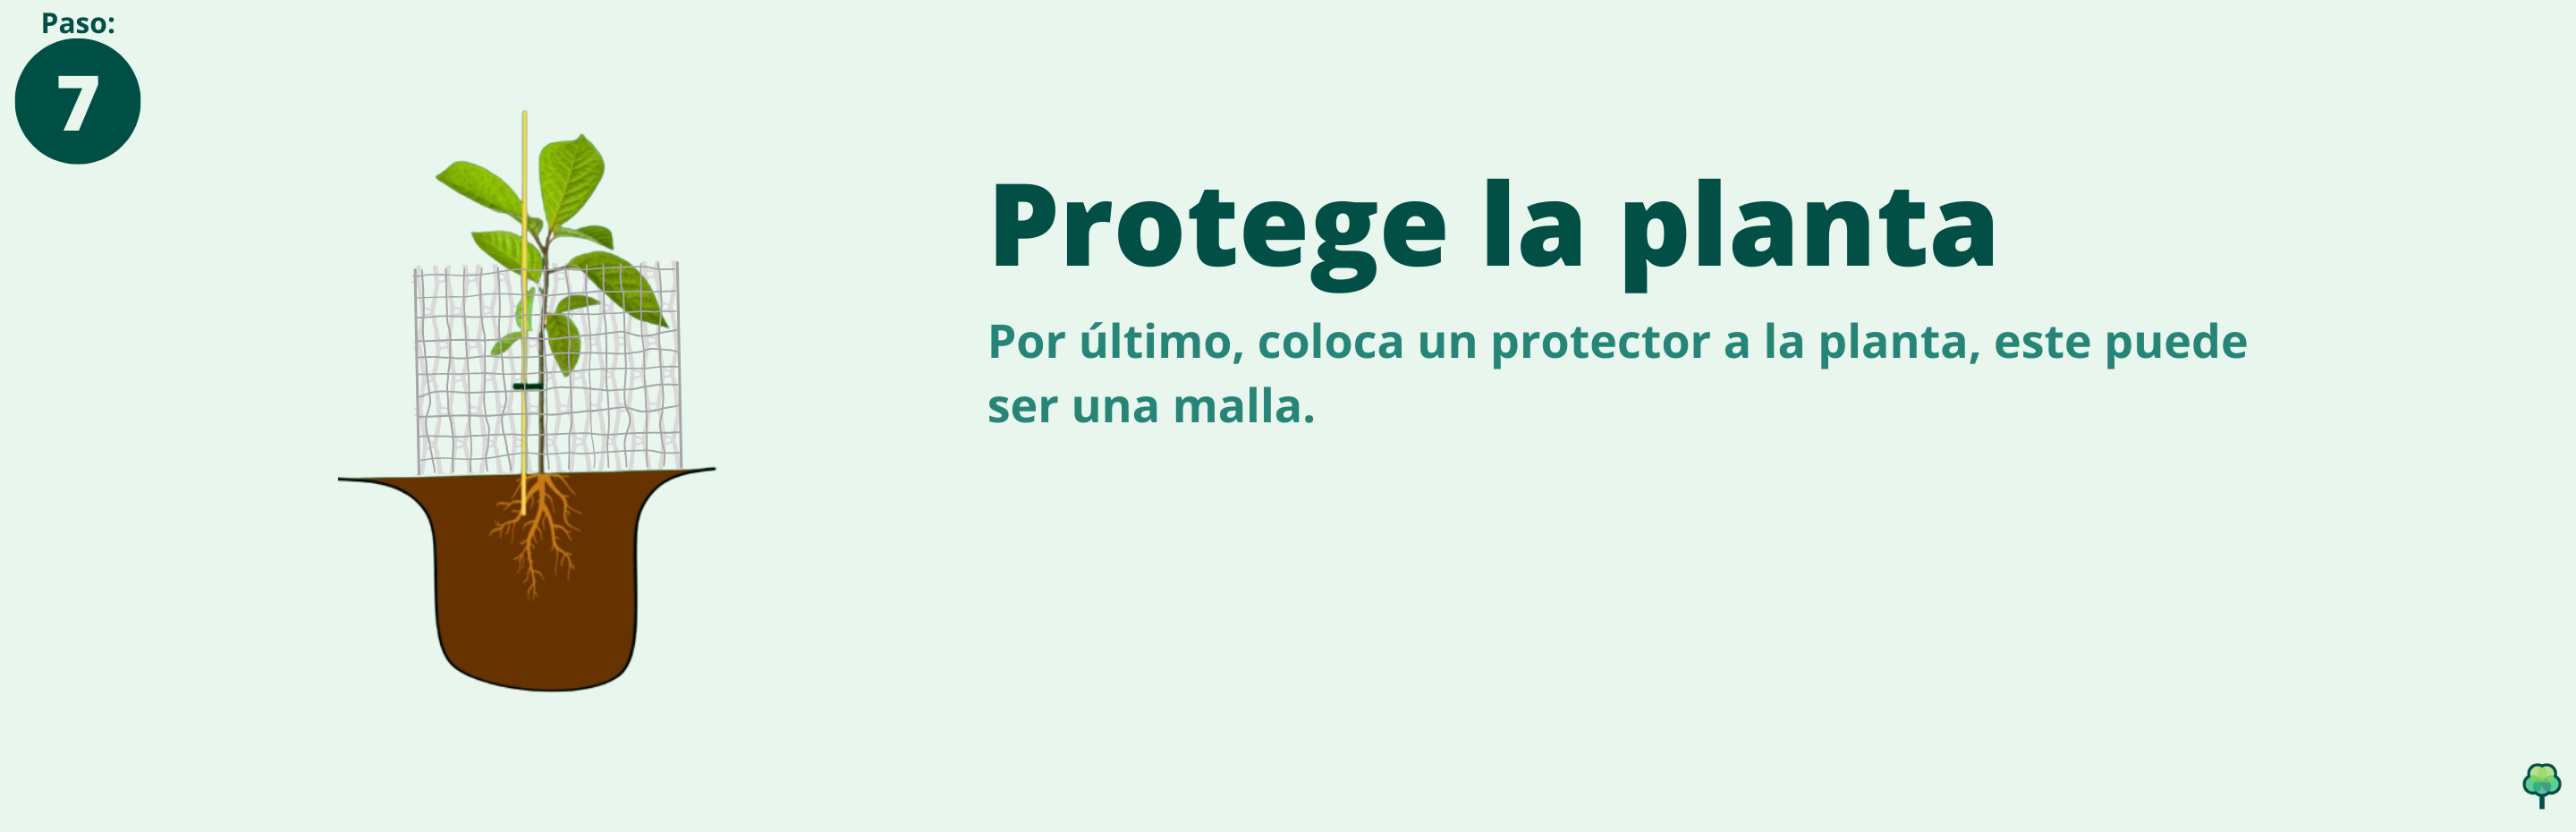 Paso:
7
Protege la planta
Por último, coloca un protector a la planta, este puede
ser una malla.